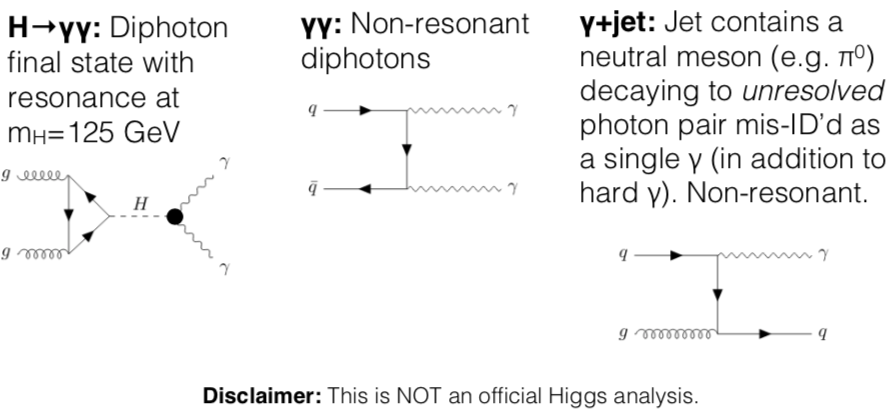 H→γγ: Diphoton
final state with
resonance at
mH=125 GeV
g
g
H
γ
γ
γγ: Non-resonant
diphotons
q
q̄
γ
γ
γ+jet: Jet contains a
neutral meson (e.g. π⁰)
decaying to unresolved
photon pair mis-ID'd as
a single γ (in addition to
hard γ). Non-resonant.
q
g
γ
q
Disclaimer: This is NOT an official Higgs analysis.